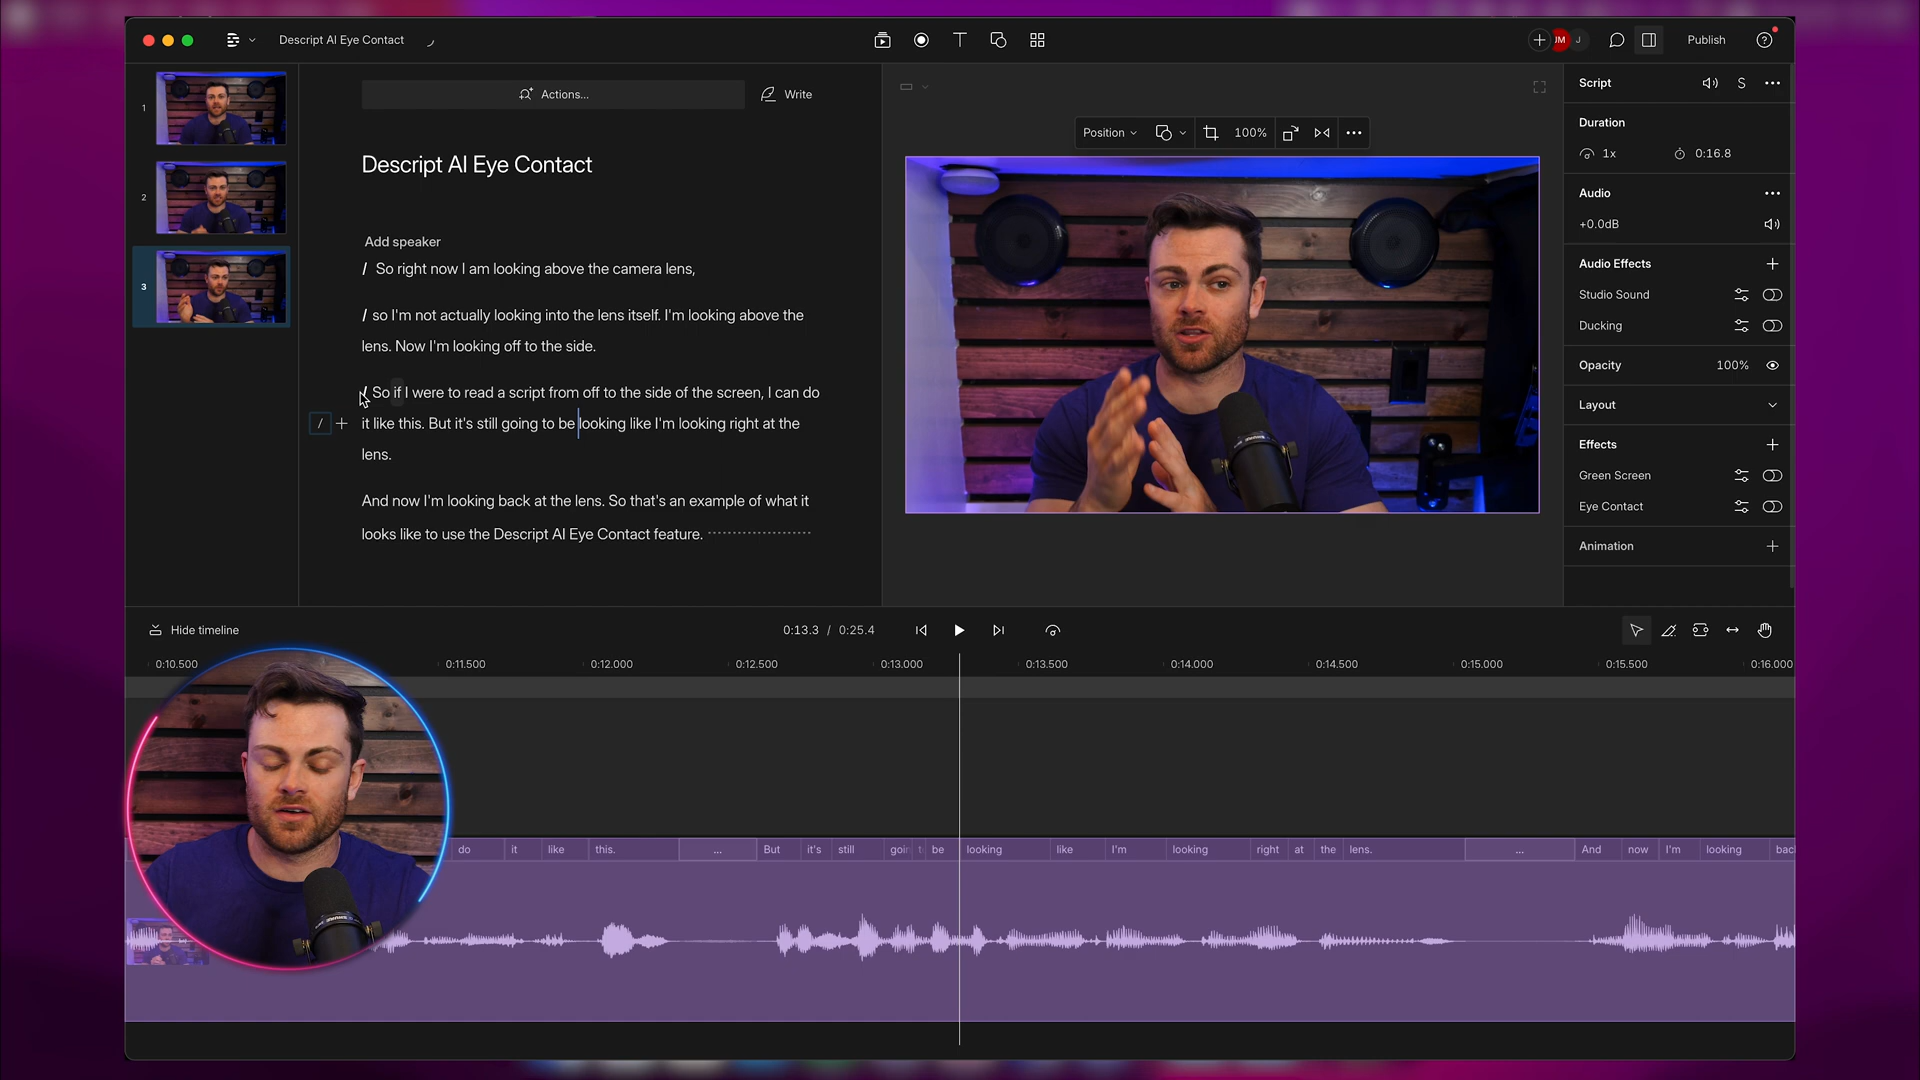 Descript AI Eye Contact
JM
J
Publish
1
2
3
Actions...
Write
Descript AI Eye Contact
Add speaker
/ So right now I am looking above the camera lens,
/ so I'm not actually looking into the lens itself. I'm looking above the
lens. Now I'm looking off to the side.
/ So if I were to read a script from off to the side of the screen, I can do
it like this. But it's still going to be looking like I'm looking right at the
lens.
And now I'm looking back at the lens. So that's an example of what it
looks like to use the Descript AI Eye Contact feature.
/ +
Position
100%
Script
S
Duration
1x
0:16.8
Audio
+0.0dB
Audio Effects
Studio Sound
Ducking
Opacity
100%
Layout
Effects
Green Screen
Eye Contact
Animation
Hide timeline
0:13.3 / 0:25.4
0:10.500 0:11.500 0:12.000 0:12.500 0:13.000 0:13.500 0:14.000 0:14.500 0:15.000 0:15.500 0:16.000
do it like this. ... But it's still goin t be looking like I'm looking right at the lens. ... And now I'm looking bac